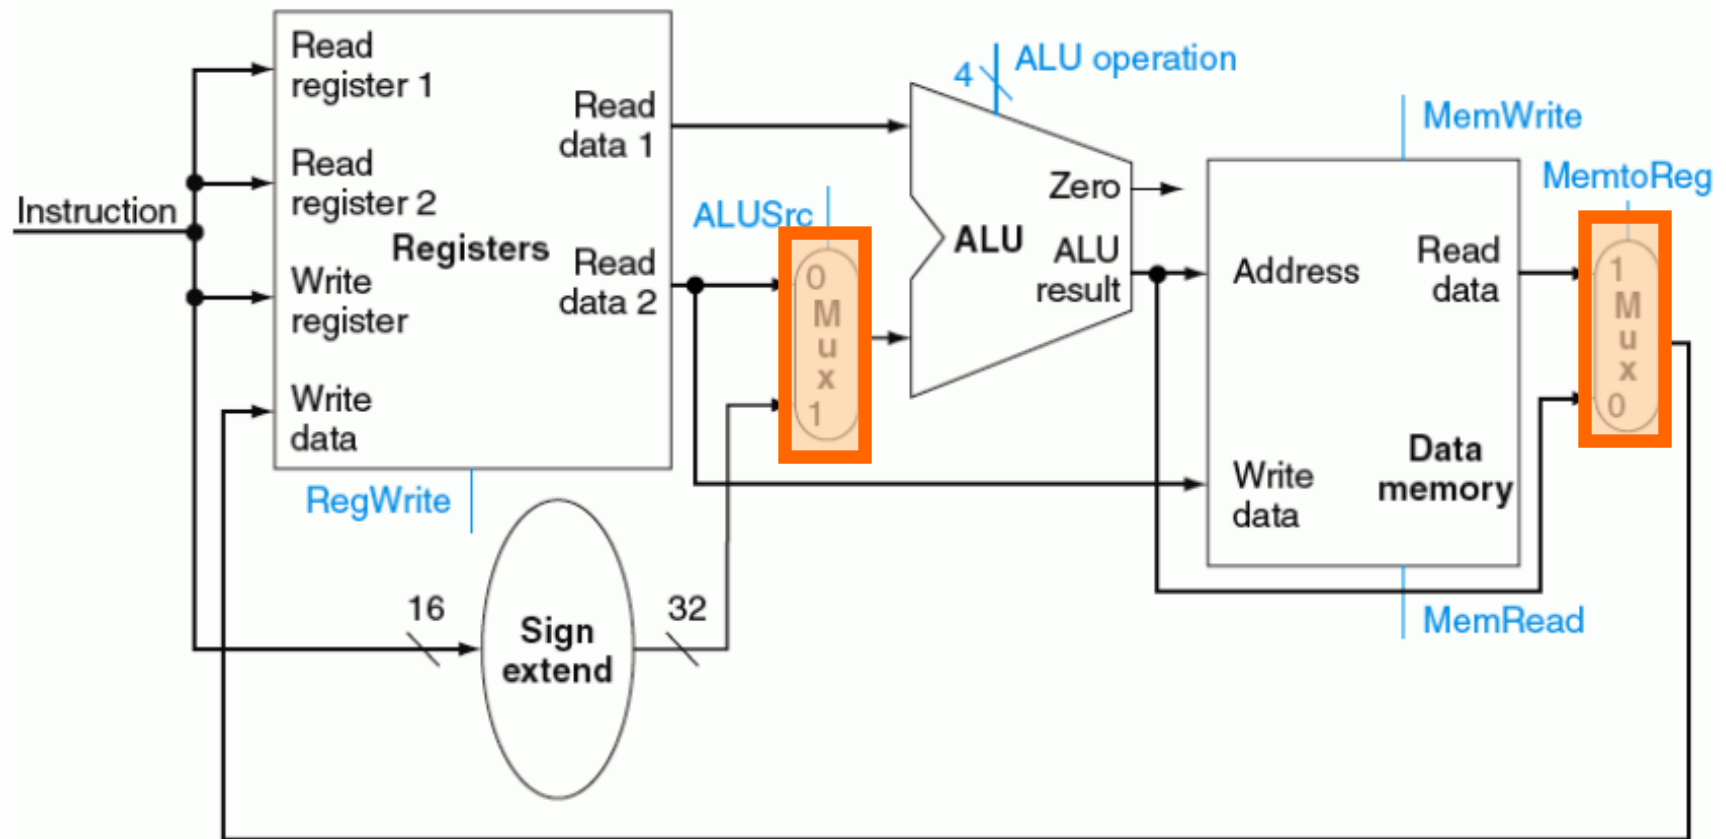 Instruction
Read
register 1
Read
register 2
Write
register
Write
data
Registers
Read
data 1
Read
data 2
RegWrite
16
Sign
extend
32
ALUSrc
0
M
u
x
1
4
ALU operation
ALU
Zero
ALU
result
MemWrite
Address
Read
data
Write
data
Data
memory
MemRead
MemtoReg
1
M
u
x
0